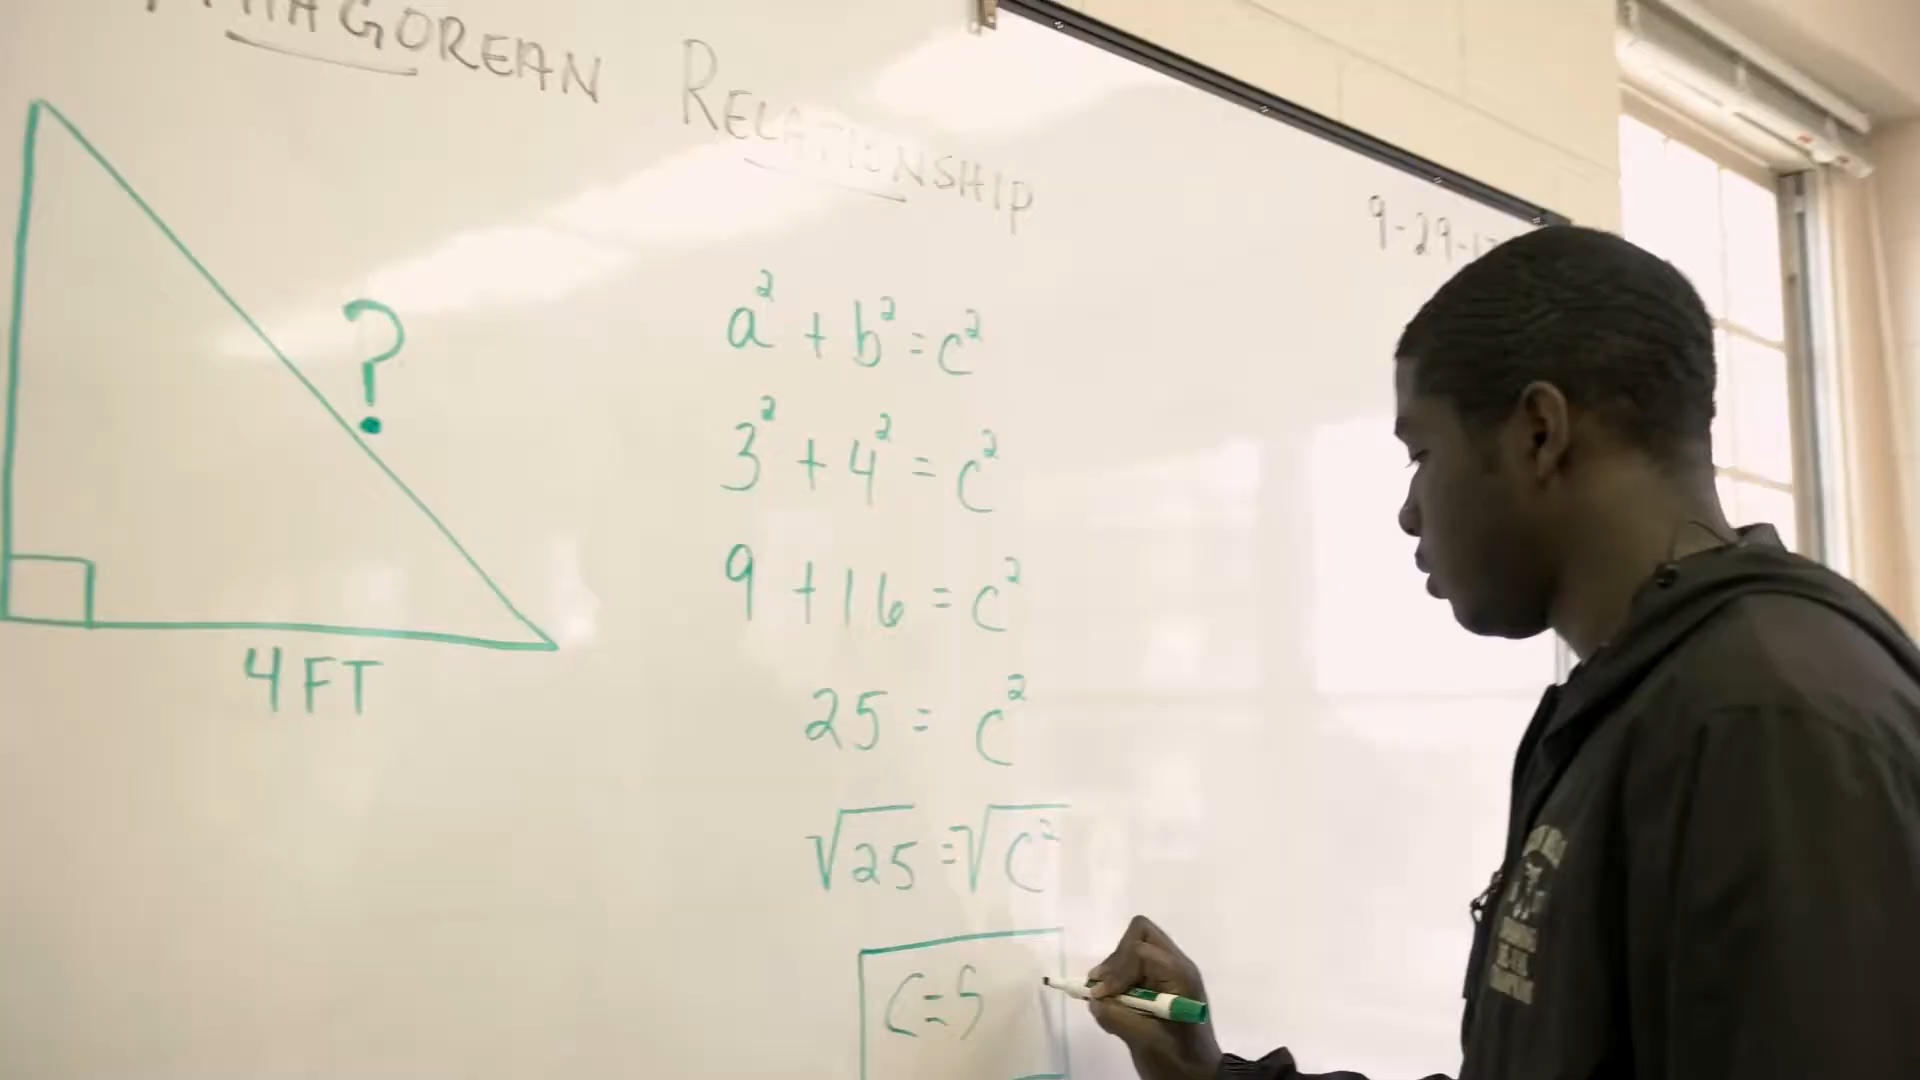 PYTHAGOREAN RELATIONSHIP
9-29-17
?
4 FT
a² + b² = c²
3² + 4² = c²
9 + 16 = c²
25 = c²
√25 = √c²
c=5